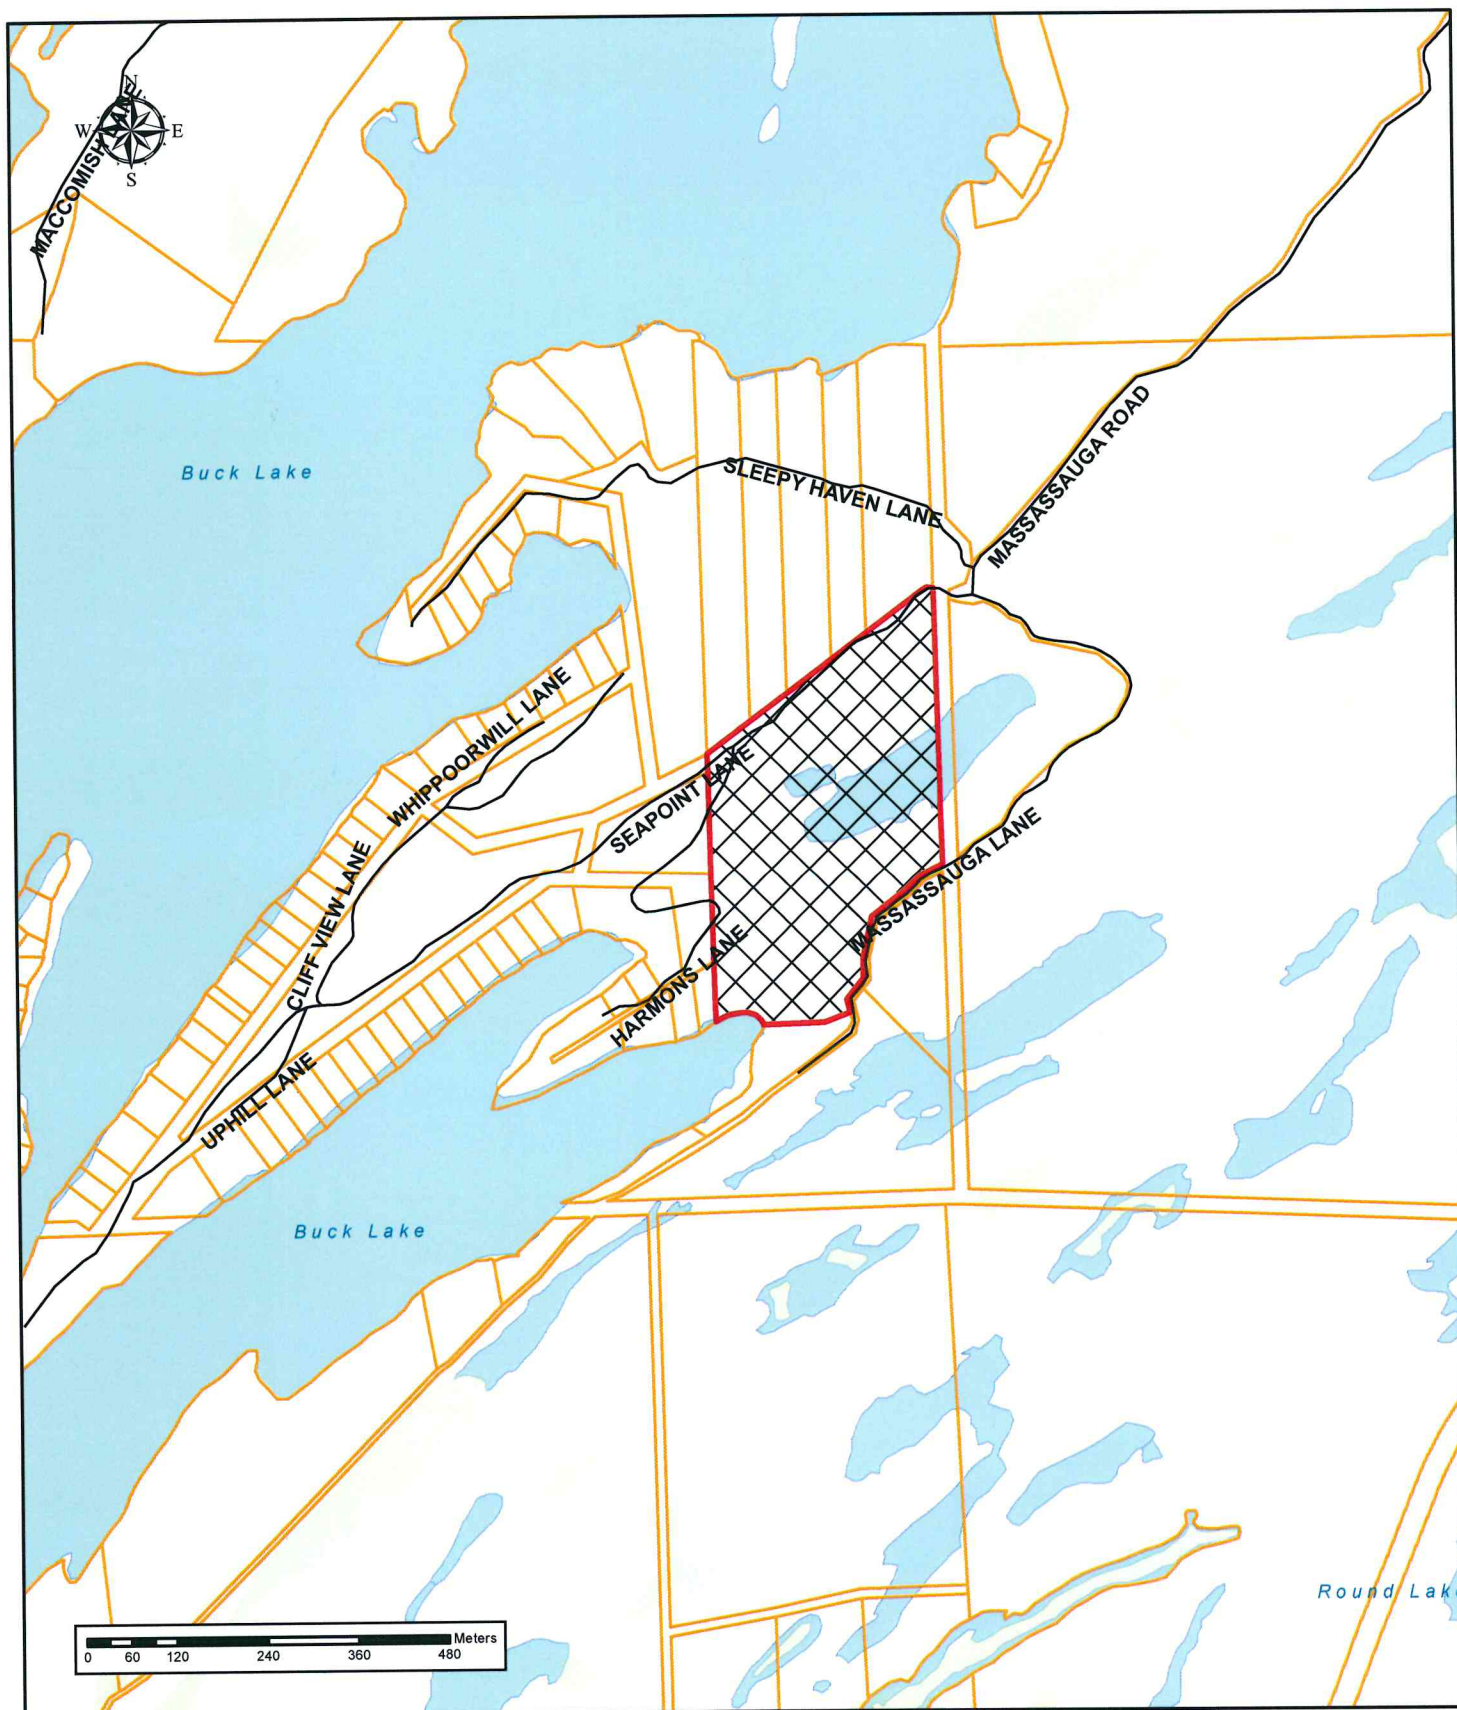 N
W E
S
MACCOMISH LANE
Buck Lake
SLEEPY HAVEN LANE
MASSASSAUGA ROAD
WHIPPOORWILL LANE
SEAPOINT LANE
CLIFF VIEW LANE
MASSASSAUGA LANE
HARMONS LANE
UPHILL LANE
Buck Lake
Round Lake
Meters
0 60 120 240 360 480